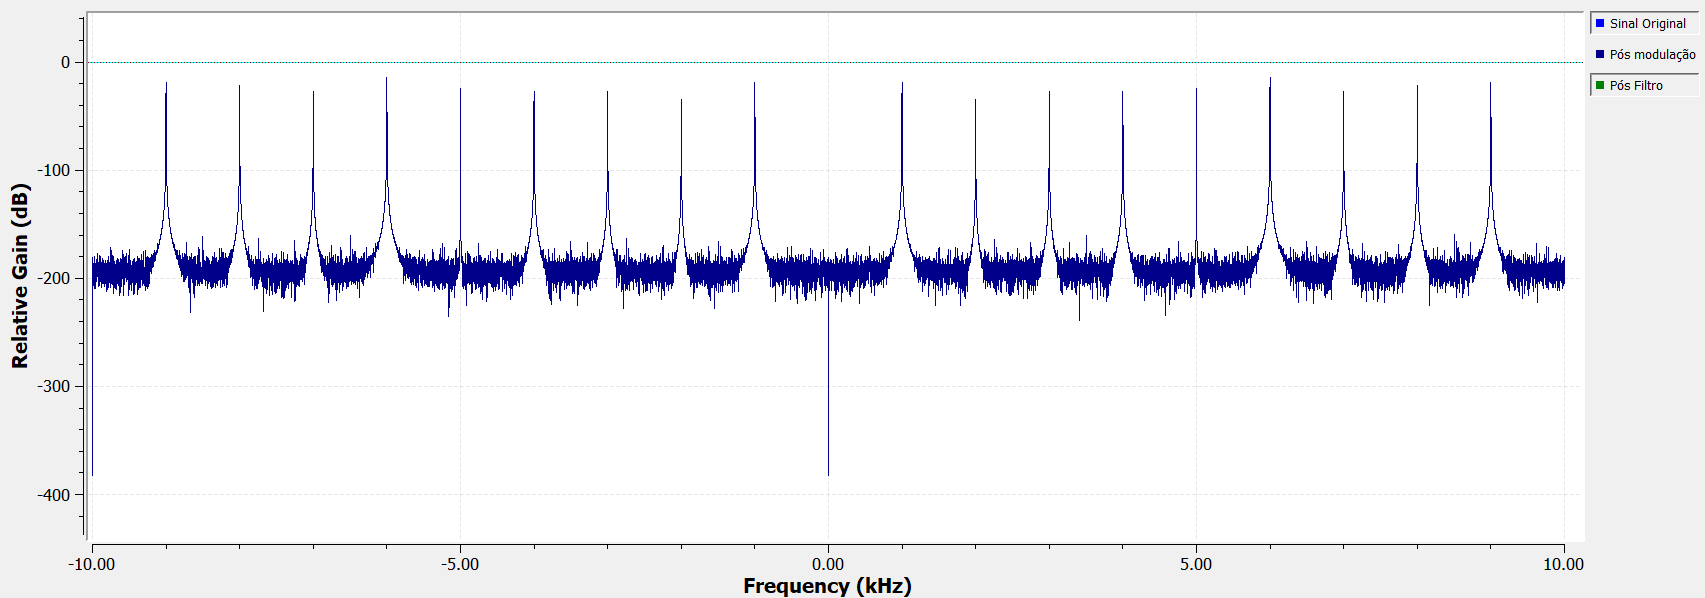 Relative Gain (dB)
0
-100
-200
-300
-400
-10.00
-5.00
0.00
5.00
10.00
Frequency (kHz)
Sinal Original
Pós modulação
Pós Filtro